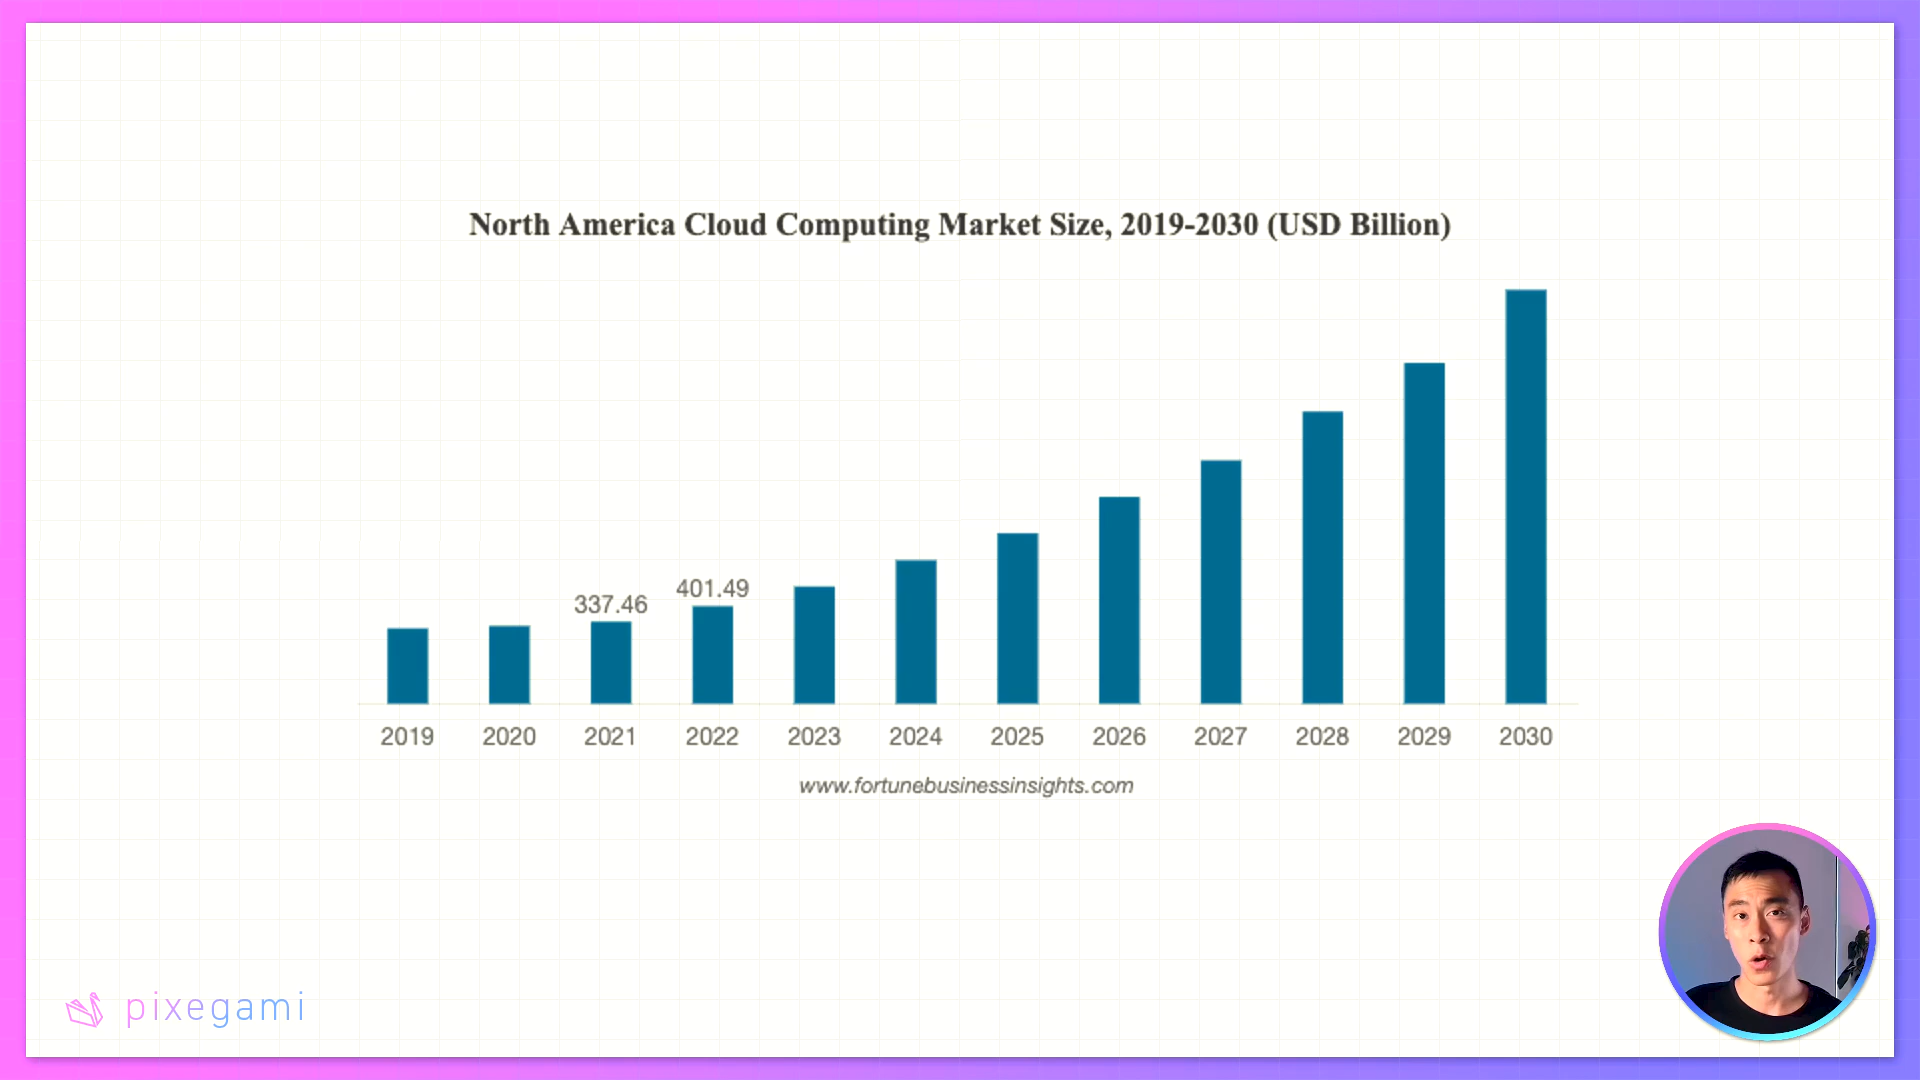 North America Cloud Computing Market Size, 2019-2030 (USD Billion)
337.46
401.49
2019 2020 2021 2022 2023 2024 2025 2026 2027 2028 2029 2030
www.fortunebusinessinsights.com
pixegami